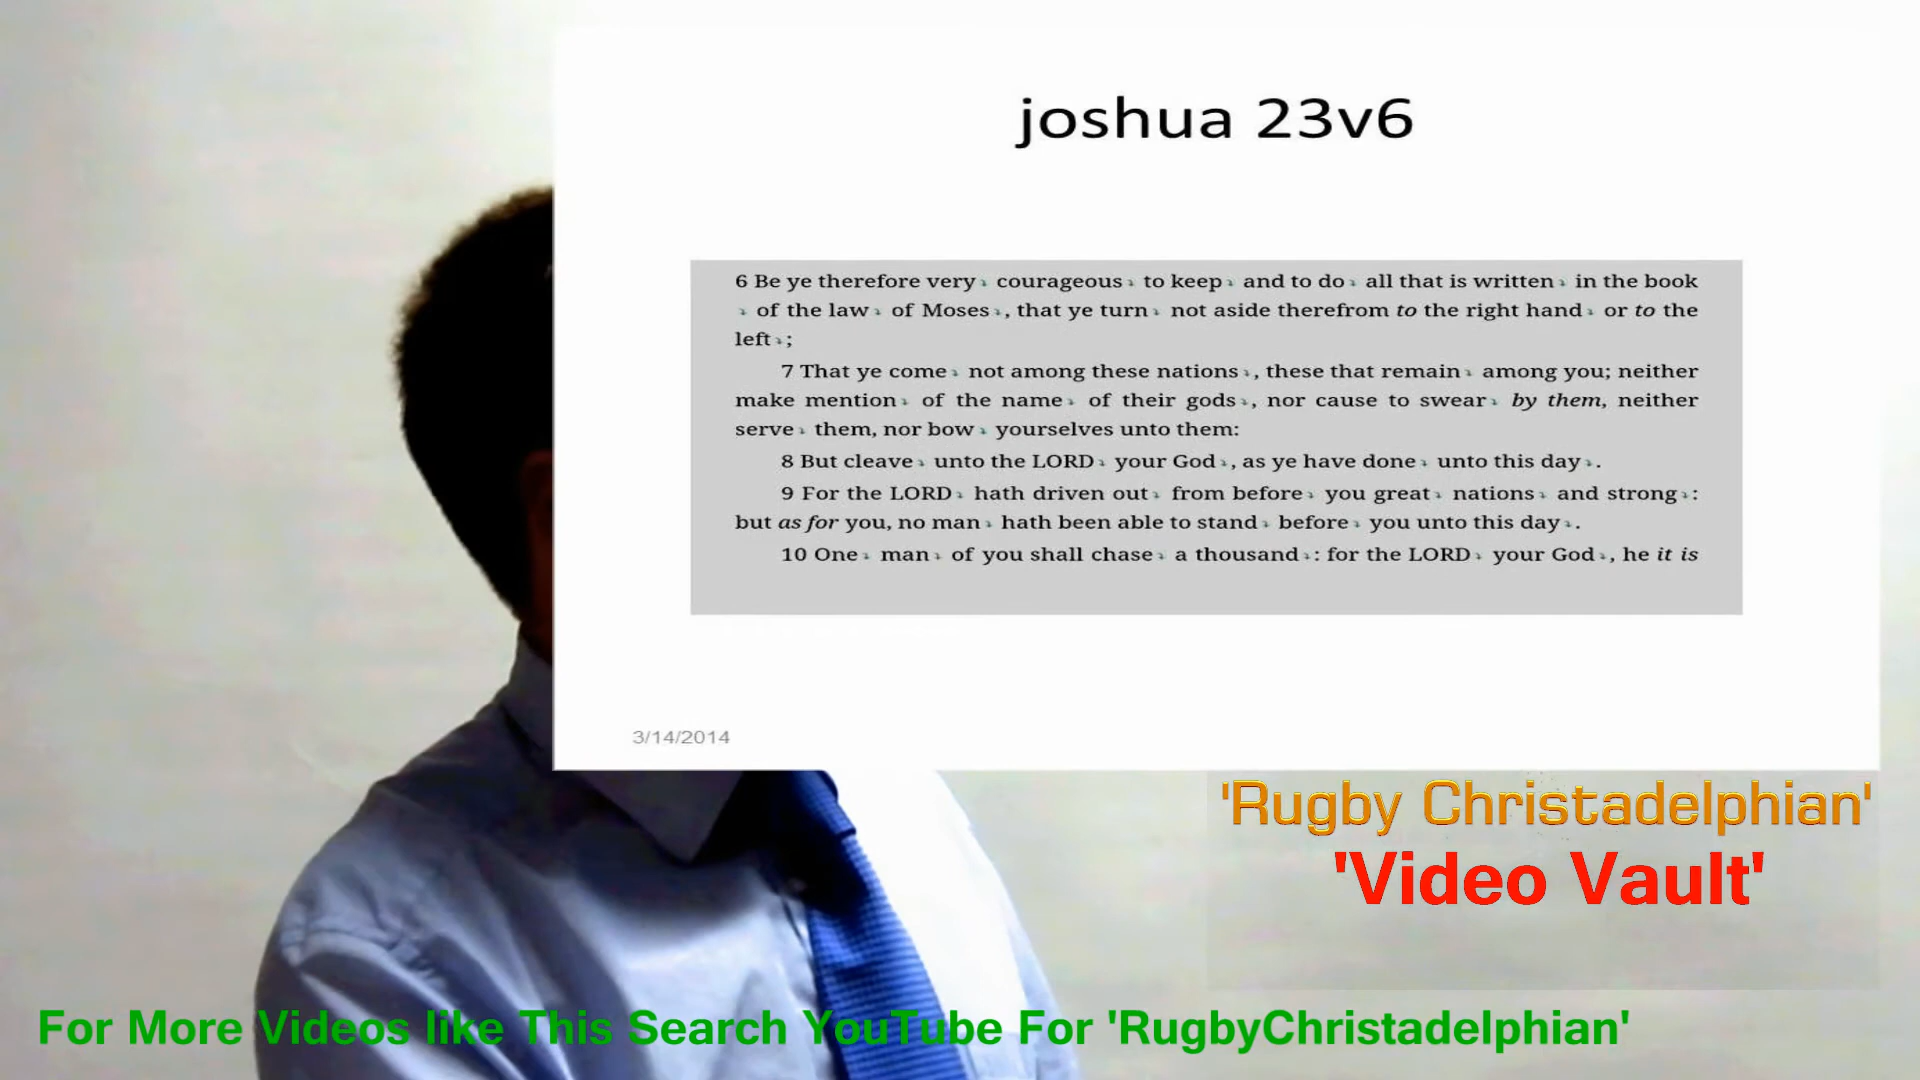 joshua 23v6
6 Be ye therefore very courageous to keep and to do all that is written in the book
of the law of Moses, that ye turn not aside therefrom to the right hand or to the
left;
7 That ye come not among these nations, these that remain among you; neither
make mention of the name of their gods, nor cause to swear by them, neither
serve them, nor bow yourselves unto them:
8 But cleave unto the LORD your God, as ye have done unto this day.
9 For the LORD hath driven out from before you great nations and strong:
but as for you, no man hath been able to stand before you unto this day.
10 One man of you shall chase a thousand: for the LORD your God, he it is
3/14/2014
'Rugby Christadelphian'
'Video Vault'
For More Videos like This Search YouTube For 'RugbyChristadelphian'